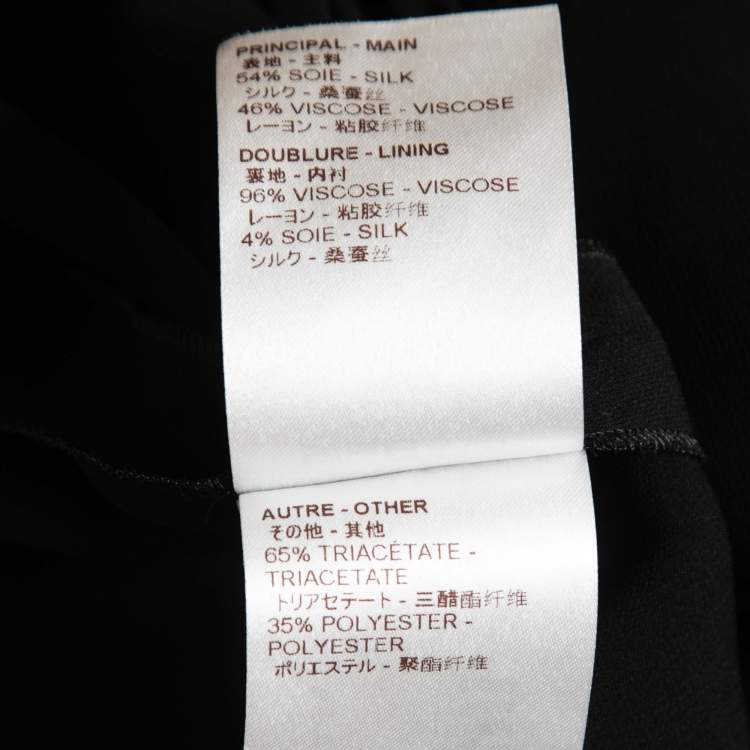 PRINCIPAL - MAIN
表地 - 主料
54% SOIE - SILK
シルク - 桑蚕丝
46% VISCOSE - VISCOSE
レーヨン - 粘胶纤维
DOUBLURE - LINING
裏地 - 内衬
96% VISCOSE - VISCOSE
レーヨン - 粘胶纤维
4% SOIE - SILK
シルク - 桑蚕丝
AUTRE - OTHER
その他 - 其他
65% TRIACÉTATE -
TRIACETATE
トリアセテート - 三醋酯纤维
35% POLYESTER -
POLYESTER
ポリエステル - 聚酯纤维